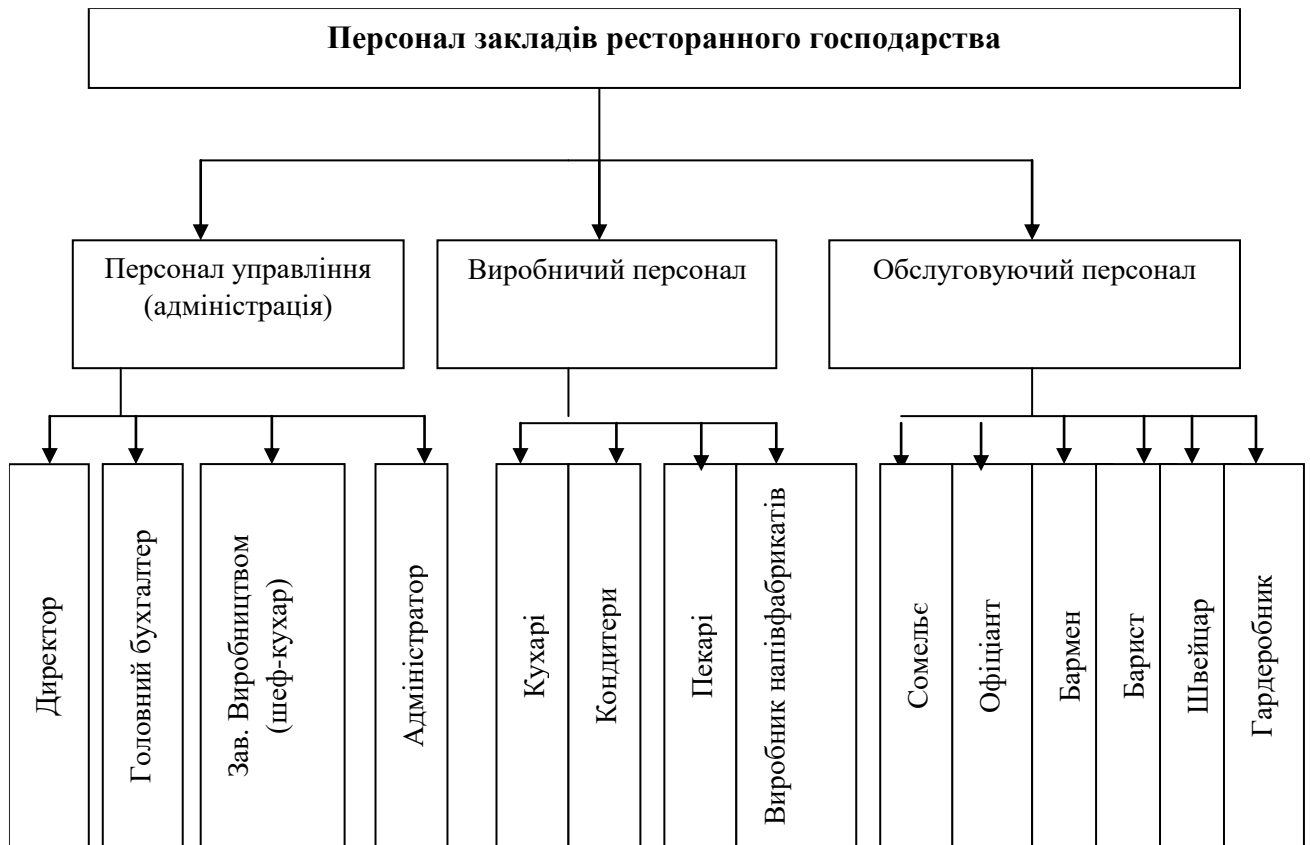 Персонал закладів ресторанного господарства
Персонал управління
(адміністрація)
Виробничий персонал
Обслуговуючий персонал
Директор
Головний бухгалтер
Зав. Виробництвом
(шеф-кухар)
Адміністратор
Кухарі
Кондитери
Пекарі
Виробник напівфабрикатів
Сомельє
Офіціант
Бармен
Барист
Швейцар
Гардеробник